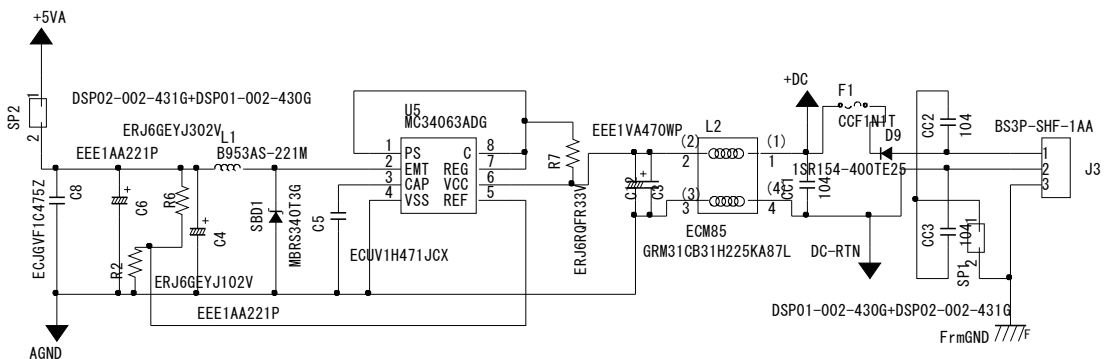 +5VA
SP2
1
2
DSP02-002-431G+DSP01-002-430G
ERJ6GEYJ302V
L1
EEE1AA221P
B953AS-221M
U5
MC34063ADG
1
2
3
4
PS
EMT
CAP
VSS
C
REG
VCC
REF
8
7
6
5
R7
ERJ6RQFR33V
EEE1VA470WP
L2
(2)
2
(1)
1
(3)
3
(4)
4
ECM85
GRM31CB31H225KA87L
+DC
F1
CCF1N1T
D9
1SR154-400TE25
CC1
104
CC2
104
BS3P-SHF-1AA
1
2
3
J3
CC3
104
SP1
1
2
DC-RTN
DSP01-002-430G+DSP02-002-431G
FrmGND
F
C8
ECJGVF1C475Z
+
C6
R6
+
C4
R2
ERJ6GEYJ102V
EEE1AA221P
SBD1
MBRS340T3G
C5
ECUV1H471JCX
+
C2
C3
AGND